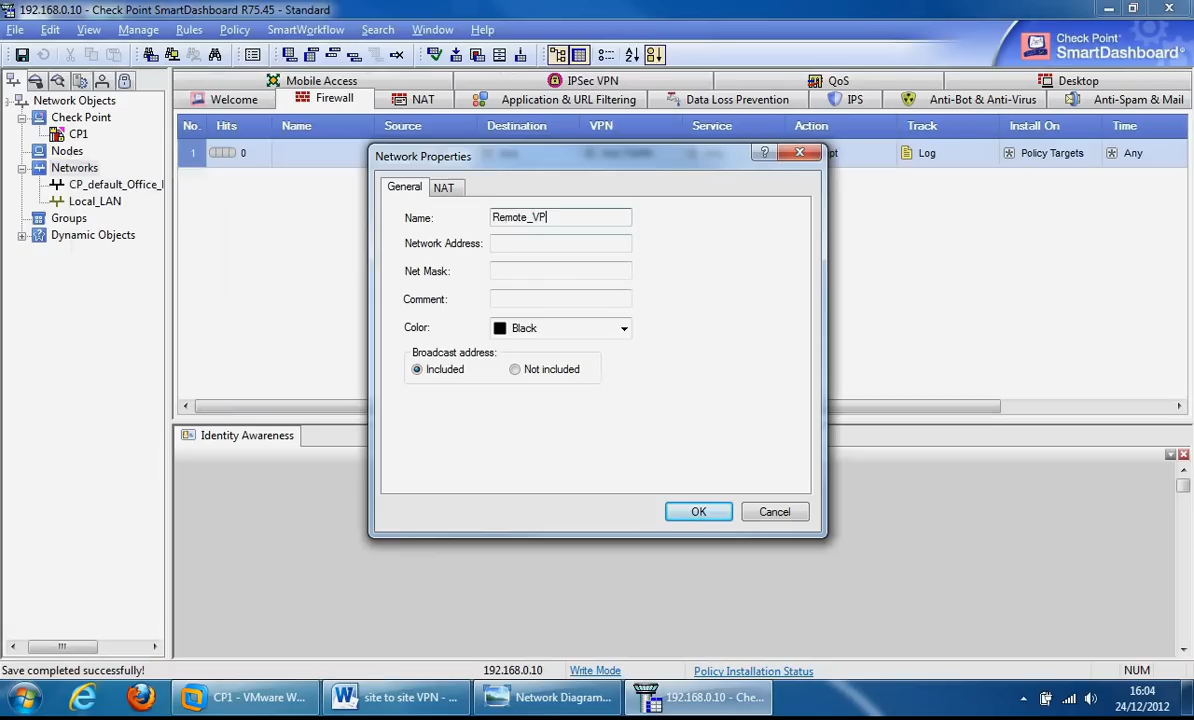 192.168.0.10 - Check Point SmartDashboard R75.45 - Standard
File Edit View Manage Rules Policy SmartWorkflow Search Window Help
Check Point
SmartDashboard
Mobile Access IPSec VPN QoS Desktop
Welcome Firewall NAT Application & URL Filtering Data Loss Prevention IPS Anti-Bot & Anti-Virus Anti-Spam & Mail
Network Objects
Check Point
CP1
Nodes
Networks
CP_default_Office_
Local_LAN
Groups
Dynamic Objects
No. Hits Name Source Destination VPN Service Action Track Install On Time
1 0 pt Log Policy Targets Any
Network Properties
General NAT
Name: Remote_VP
Network Address:
Net Mask:
Comment:
Color: Black
Broadcast address:
Included Not included
OK Cancel
Identity Awareness
Save completed successfully! 192.168.0.10 Write Mode Policy Installation Status NUM
CP1 - VMware W... site to site VPN - ... Network Diagram... 192.168.0.10 - Che...
16:04
24/12/2012